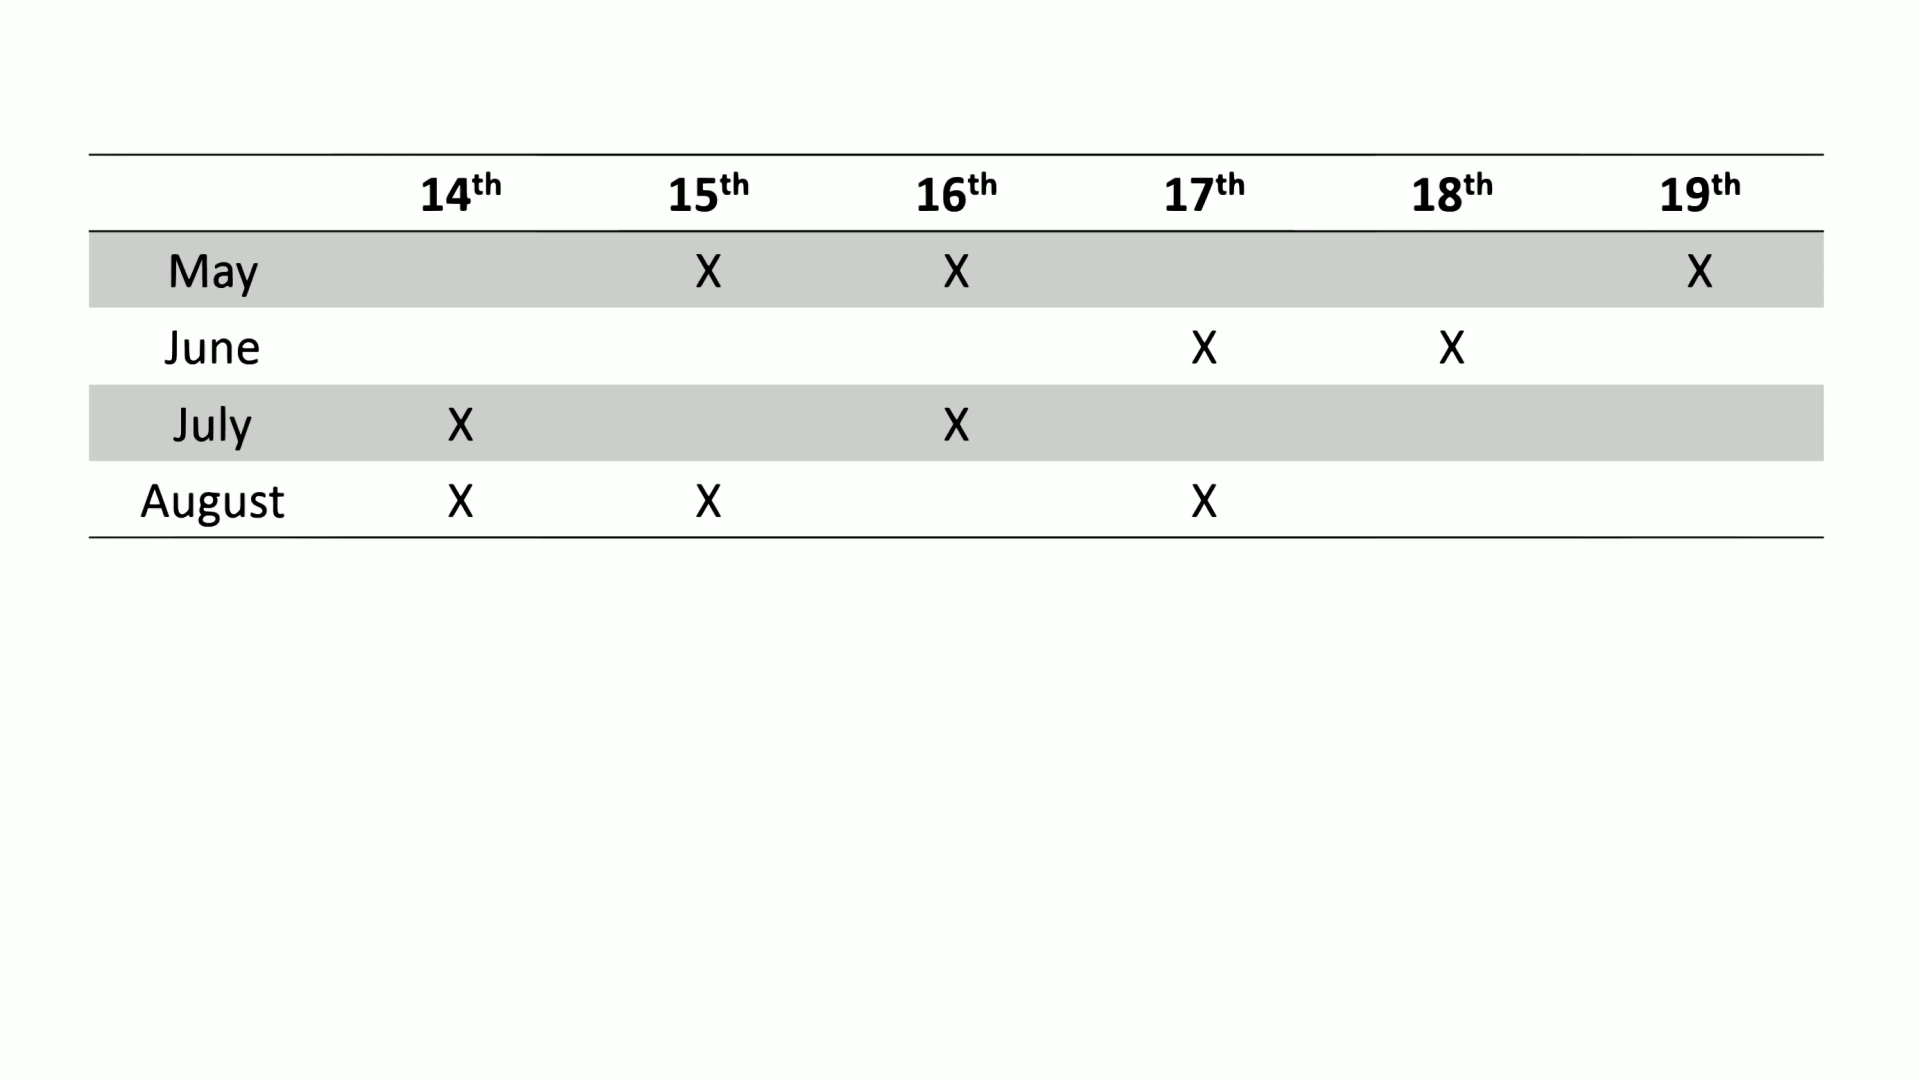 14th 15th 16th 17th 18th 19th
May X X X
June X X
July X X
August X X X